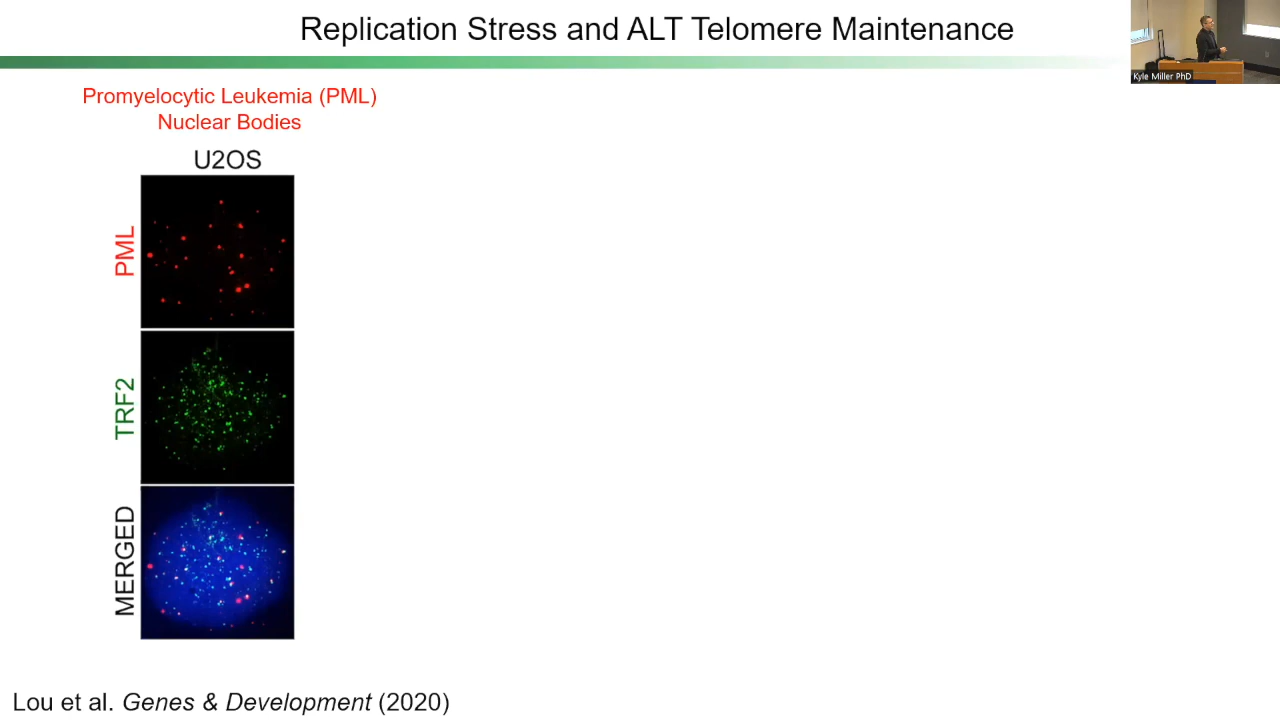 Replication Stress and ALT Telomere Maintenance
Kyle Miller PhD
Promyelocytic Leukemia (PML)
Nuclear Bodies
U2OS
PML
TRF2
MERGED
Lou et al. Genes & Development (2020)